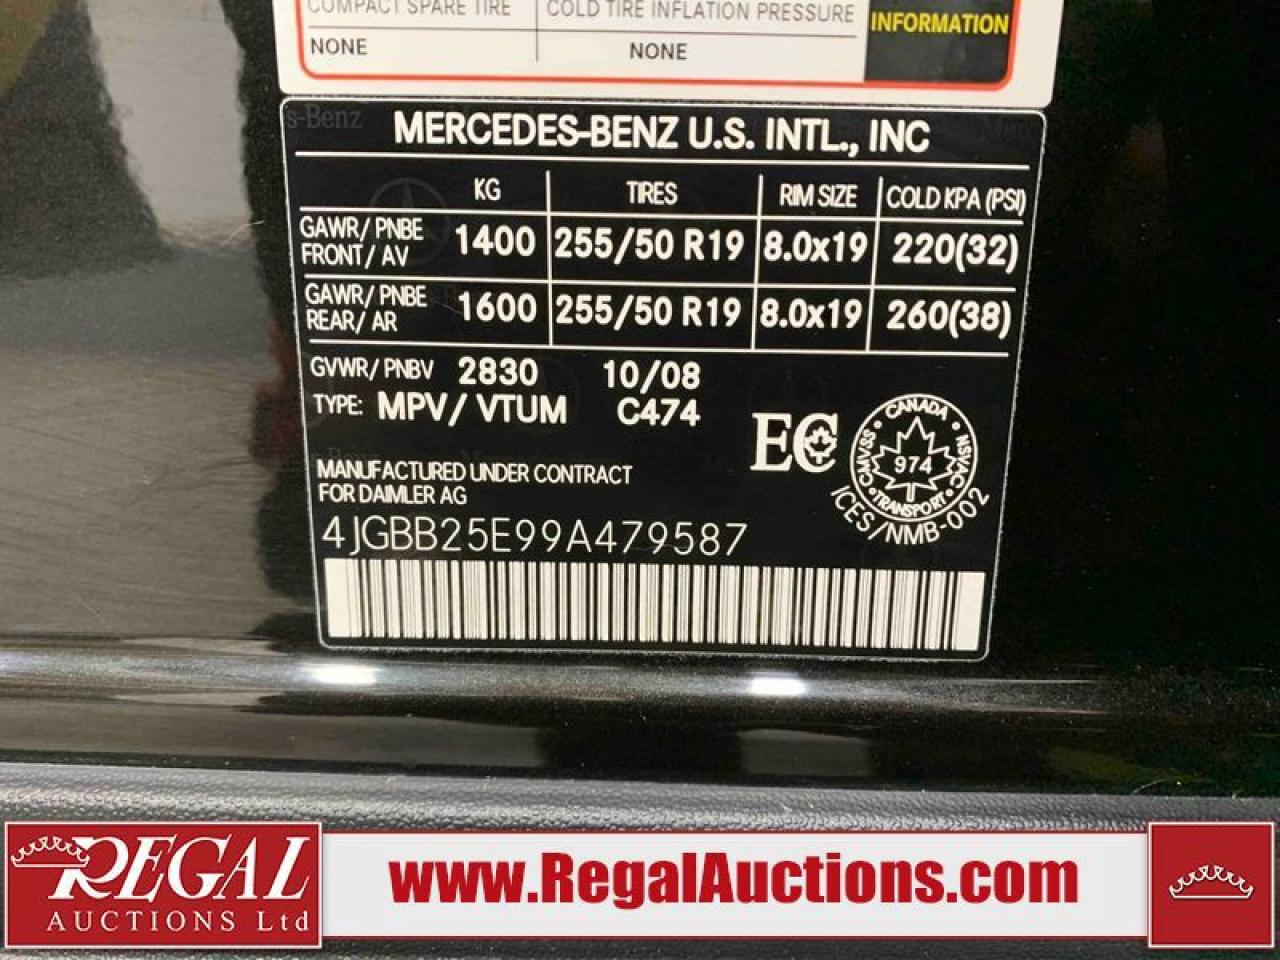 COMPACT SPARE TIRE COLD TIRE INFLATION PRESSURE
NONE NONE
INFORMATION
MERCEDES-BENZ U.S. INTL., INC
KG TIRES RIM SIZE COLD KPA (PSI)
GAWR/ PNBE
FRONT/ AV
1400 255/50 R19 8.0x19 220(32)
GAWR/ PNBE
REAR/ AR
1600 255/50 R19 8.0x19 260(38)
GVWR/ PNBV 2830 10/08
TYPE: MPV/ VTUM C474
MANUFACTURED UNDER CONTRACT
FOR DAIMLER AG
EC
CANADA
CMVSS NSVAC
974
TRANSPORT
ICES/NMB-002
4JGBB25E99A479587
REGAL
AUCTIONS Ltd
www.RegalAuctions.com